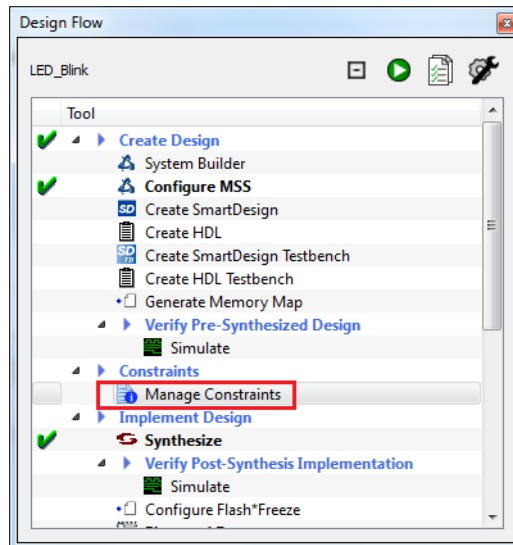 Design Flow
LED_Blink
Tool
Create Design
System Builder
Configure MSS
SD Create SmartDesign
Create HDL
SD Create SmartDesign Testbench
Create HDL Testbench
Generate Memory Map
Verify Pre-Synthesized Design
Simulate
Constraints
Manage Constraints
Implement Design
Synthesize
Verify Post-Synthesis Implementation
Simulate
Configure Flash*Freeze